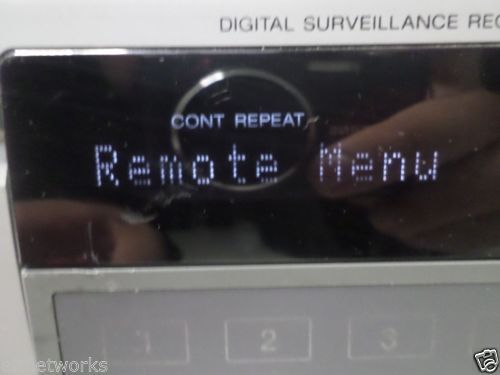 DIGITAL SURVEILLANCE REC
CONT REPEAT
Remote Menu
1 2 3